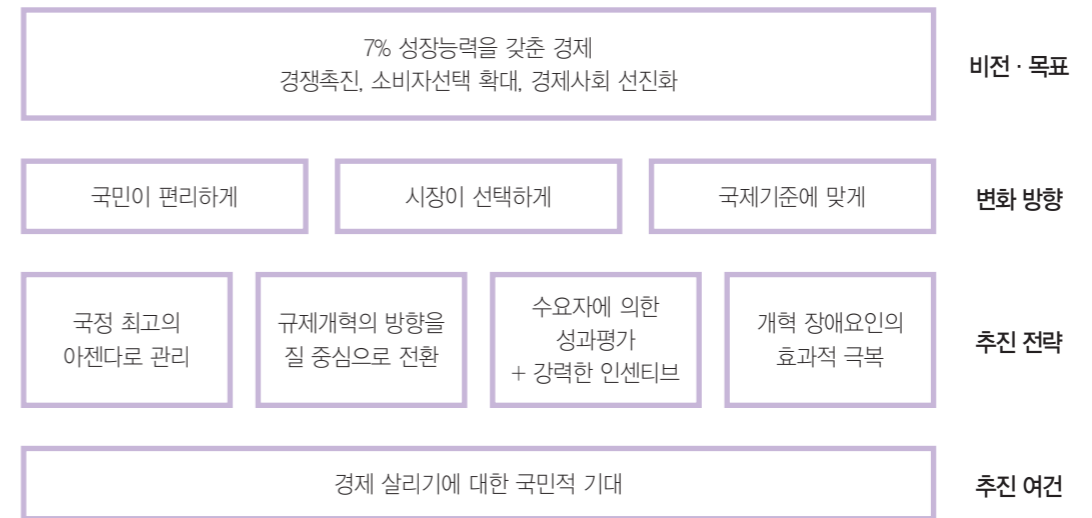 7% 성장능력을 갖춘 경제
경쟁촉진, 소비자선택 확대, 경제사회 선진화
비전 · 목표
국민이 편리하게
시장이 선택하게
국제기준에 맞게
변화 방향
국정 최고의
아젠다로 관리
규제개혁의 방향을
질 중심으로 전환
수요자에 의한
성과평가
+ 강력한 인센티브
개혁 장애요인의
효과적 극복
추진 전략
경제 살리기에 대한 국민적 기대
추진 여건